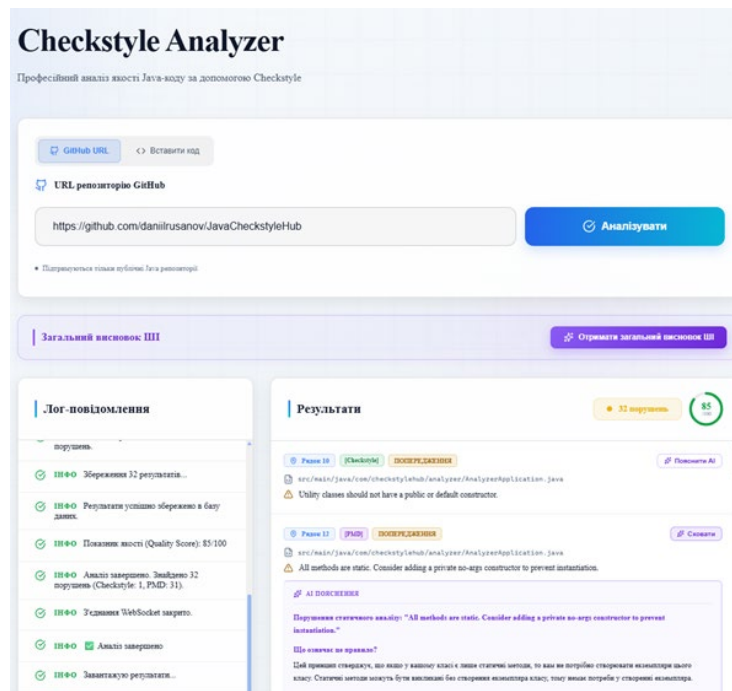 Checkstyle Analyzer
Професійний аналіз якості Java-коду за допомогою Checkstyle
GitHub URL
<> Вставити код
URL репозиторію GitHub
https://github.com/daniilrusanov/JavaCheckstyleHub
Аналізувати
• Підтримуються тільки публічні Java репозиторії
Загальний висновок ШІ
Отримати загальний висновок ШІ
Лог-повідомлення
порушень.
ІНФО Збереження 32 результатів...
ІНФО Результати успішно збережено в базу
даних.
ІНФО Показник якості (Quality Score): 85/100
ІНФО Аналіз завершено. Знайдено 32
порушень (Checkstyle: 1, PMD: 31).
ІНФО З'єднання WebSocket закрито.
ІНФО ✅ Аналіз завершено
ІНФО Завантажую результати...
Результати
32 порушень
85
Рядок 10 [Checkstyle] ПОПЕРЕДЖЕННЯ
Пояснити AI
src/main/java/com/checkstylehub/analyzer/AnalyzerApplication.java
Utility classes should not have a public or default constructor.
Рядок 12 [PMD] ПОПЕРЕДЖЕННЯ
Сховати
src/main/java/com/checkstylehub/analyzer/AnalyzerApplication.java
All methods are static. Consider adding a private no-args constructor to prevent instantiation.
AI ПОЯСНЕННЯ
Порушення статичного аналізу: "All methods are static. Consider adding a private no-args constructor to prevent
instantiation."
Що означає це правило?
Цей принцип стверджує, що якщо у вашому класі є лише статичні методи, то вам не потрібно створювати екземпляри цього
класу. Статичні методи можуть бути викликані без створення екземпляра класу, тому немає потреби у створенні екземпляра.